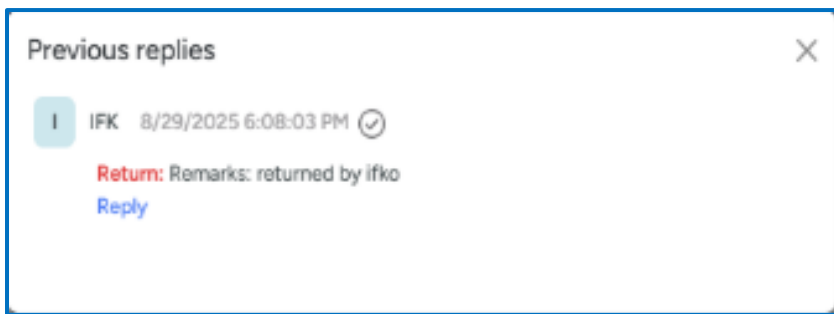 Previous replies
I IFK 8/29/2025 6:08:03 PM
Return: Remarks: returned by ifko
Reply